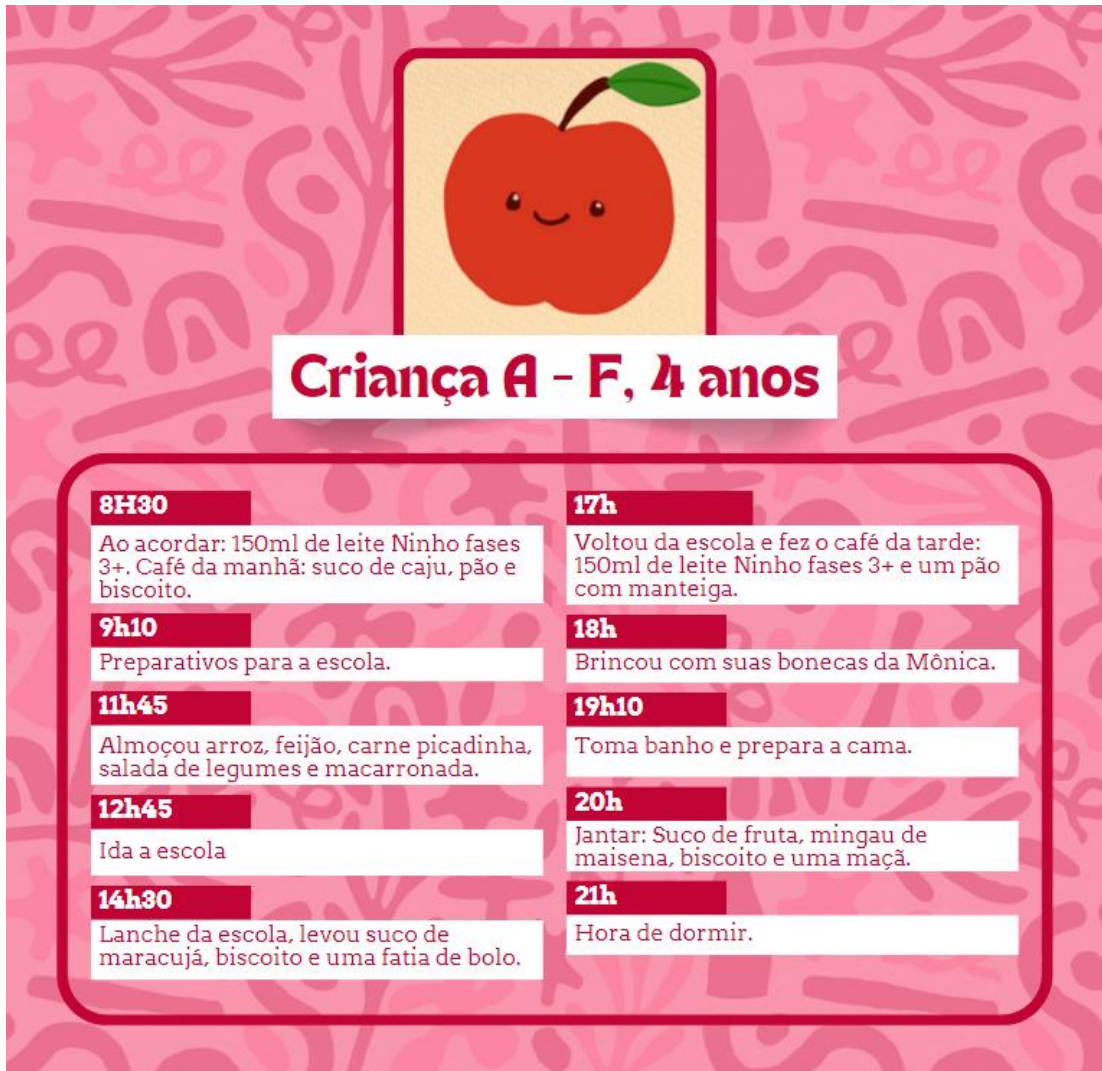 Criança A - F, 4 anos
8H30
Ao acordar: 150ml de leite Ninho fases
3+. Café da manhã: suco de caju, pão e
biscoito.
9h10
Preparativos para a escola.
11h45
Almoçou arroz, feijão, carne picadinha,
salada de legumes e macarronada.
12h45
Ida a escola
14h30
Lanche da escola, levou suco de
maracujá, biscoito e uma fatia de bolo.
17h
Voltou da escola e fez o café da tarde:
150ml de leite Ninho fases 3+ e um pão
com manteiga.
18h
Brincou com suas bonecas da Mônica.
19h10
Toma banho e prepara a cama.
20h
Jantar: Suco de fruta, mingau de
maisena, biscoito e uma maçã.
21h
Hora de dormir.